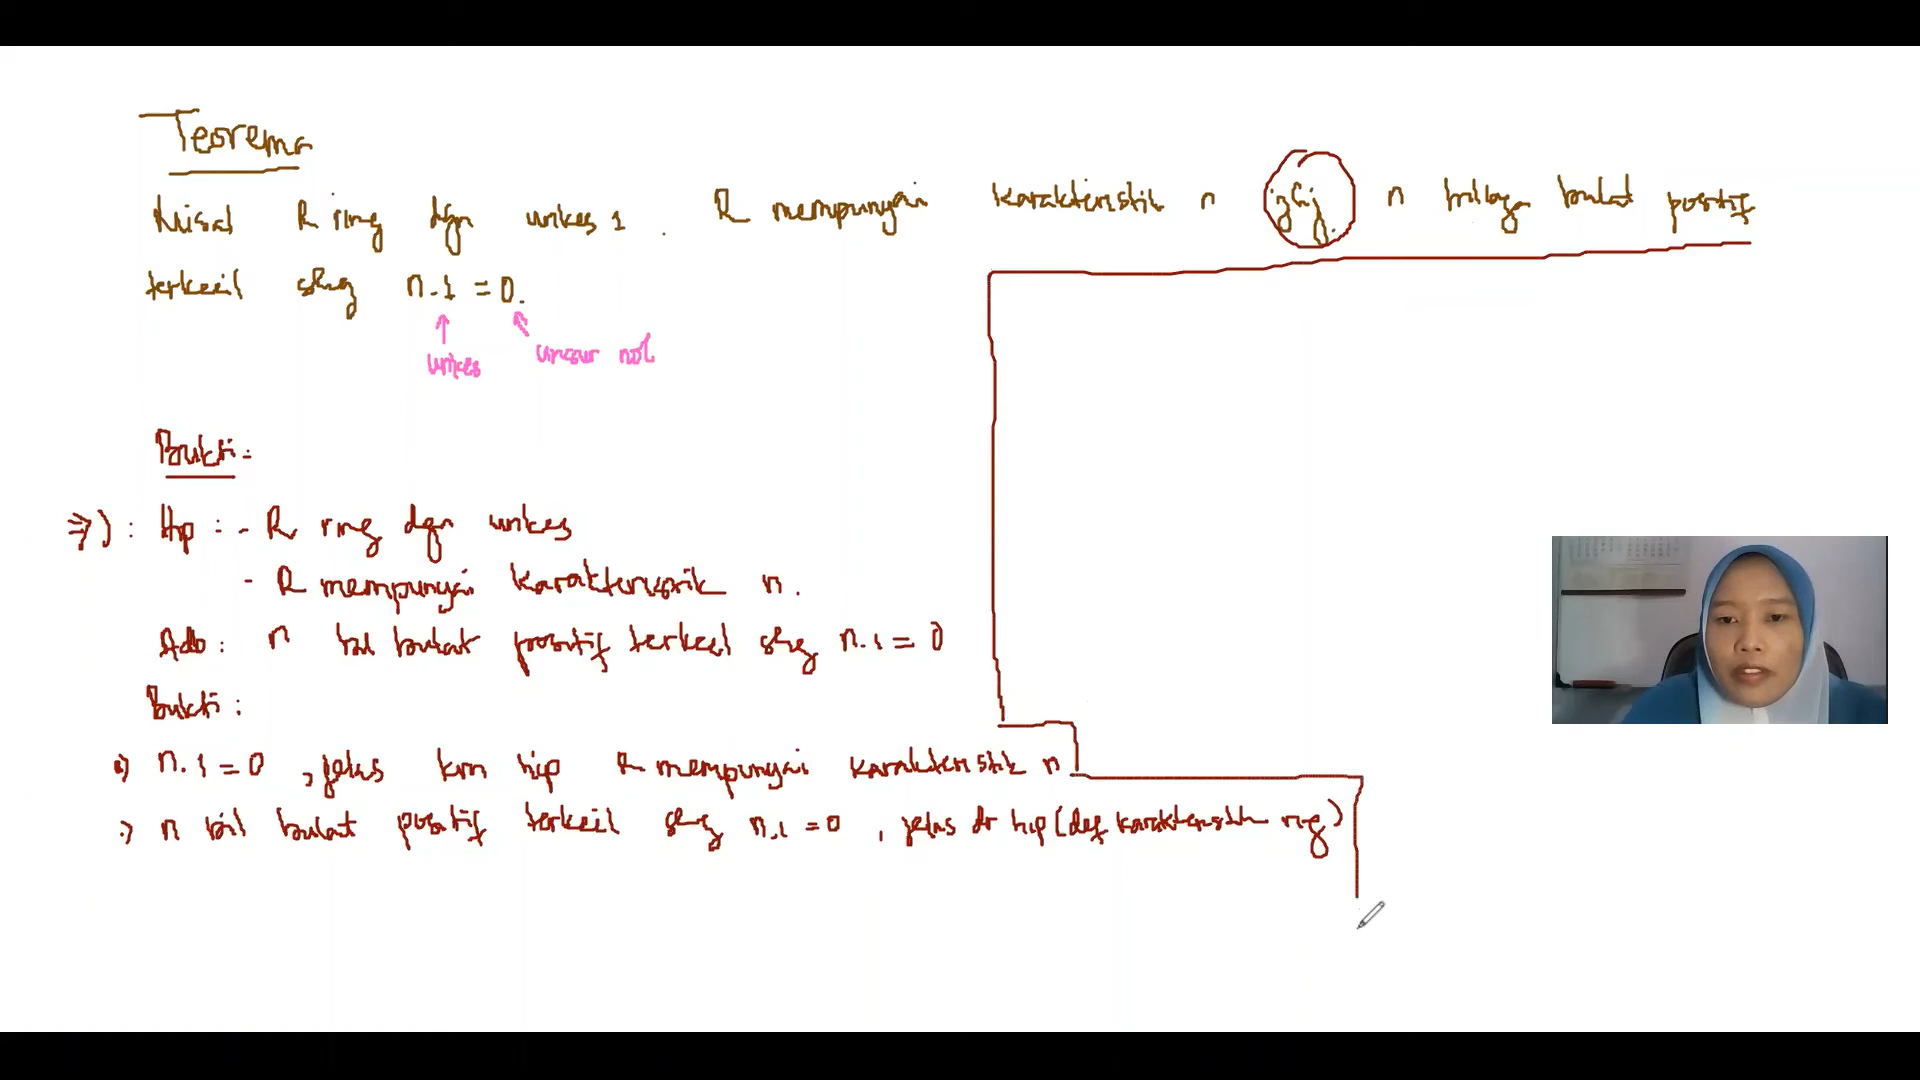 Teorema
Misal R ring dgn unkes 1. R mempunyai karakteristik n jhj n bilangan bulat positif
terkecil shg n.1 = 0.
unkes
unsur nol
Bukti :
⇒) : Hip : - R ring dgn unkes
- R mempunyai karakteristik n.
Adb : n bil bulat positif terkecil shg n.1 = 0
Bukti :
•) n.1 = 0 , jelas krn hip R mempunyai karakteristik n
•) n bil bulat positif terkecil shg n.1 = 0 , jelas dr hip (def karakteristik ring)